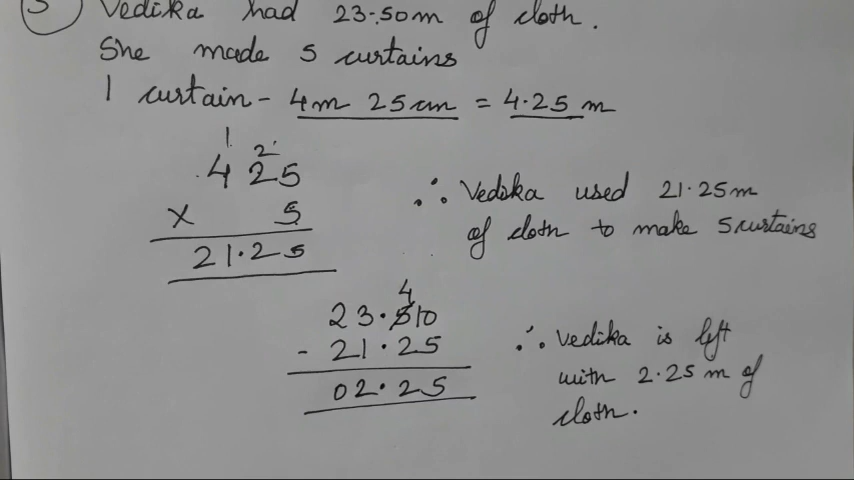 3) Vedika had 23.50m of cloth.
She made 5 curtains
1 curtain - 4m 25cm = 4.25 m
1 2
4 25
x 5
21.25
∴ Vedika used 21.25m
of cloth to make 5 curtains
4
23.510
- 21.25
02.25
∴ Vedika is left
with 2.25 m of
cloth.